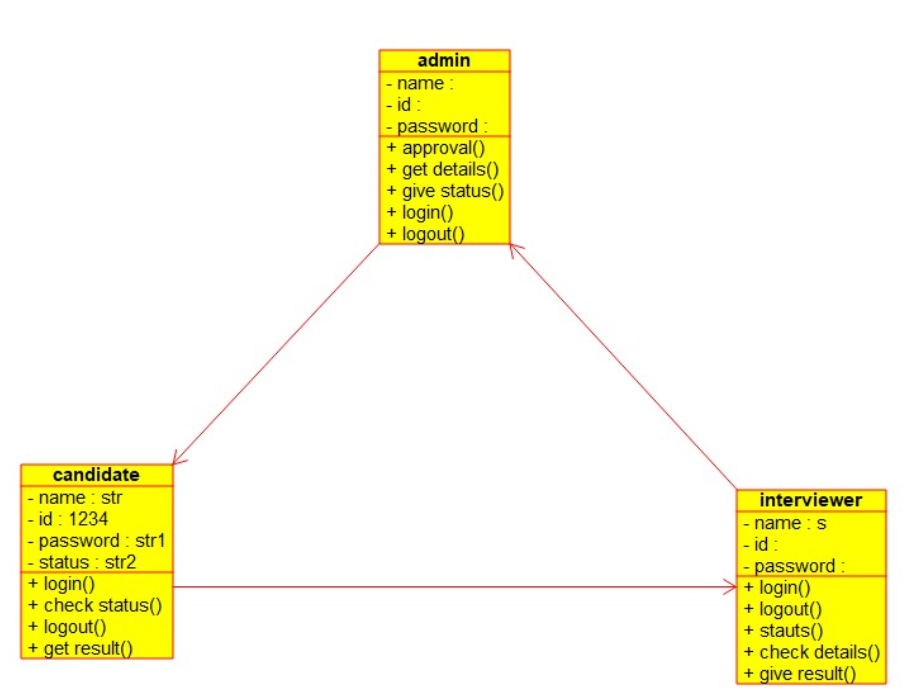 admin
- name :
- id :
- password :
+ approval()
+ get details()
+ give status()
+ login()
+ logout()
candidate
- name : str
- id : 1234
- password : str1
- status : str2
+ login()
+ check status()
+ logout()
+ get result()
interviewer
- name : s
- id :
- password :
+ login()
+ logout()
+ stauts()
+ check details()
+ give result()